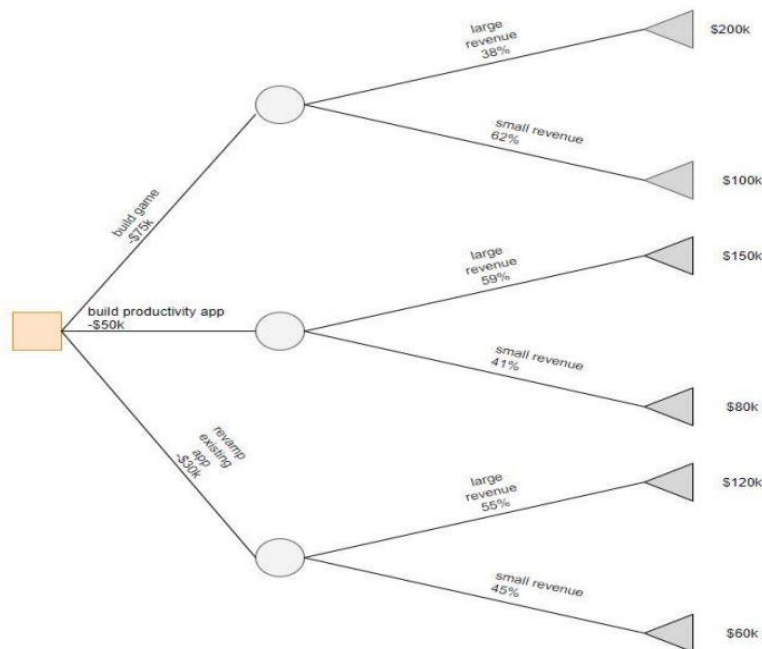 large
revenue
38%
$200k
small revenue
62%
$100k
build game
-$75k
large
revenue
59%
$150k
build productivity app
-$50k
small revenue
41%
$80k
revamp
existing
app
-$30k
large
revenue
55%
$120k
small revenue
45%
$60k